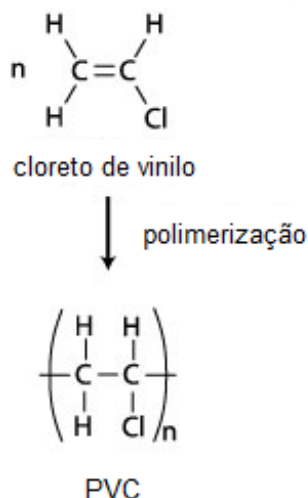 H H
n C=C
H Cl
cloreto de vinilo
polimerização
H H
C C
H Cl n
PVC